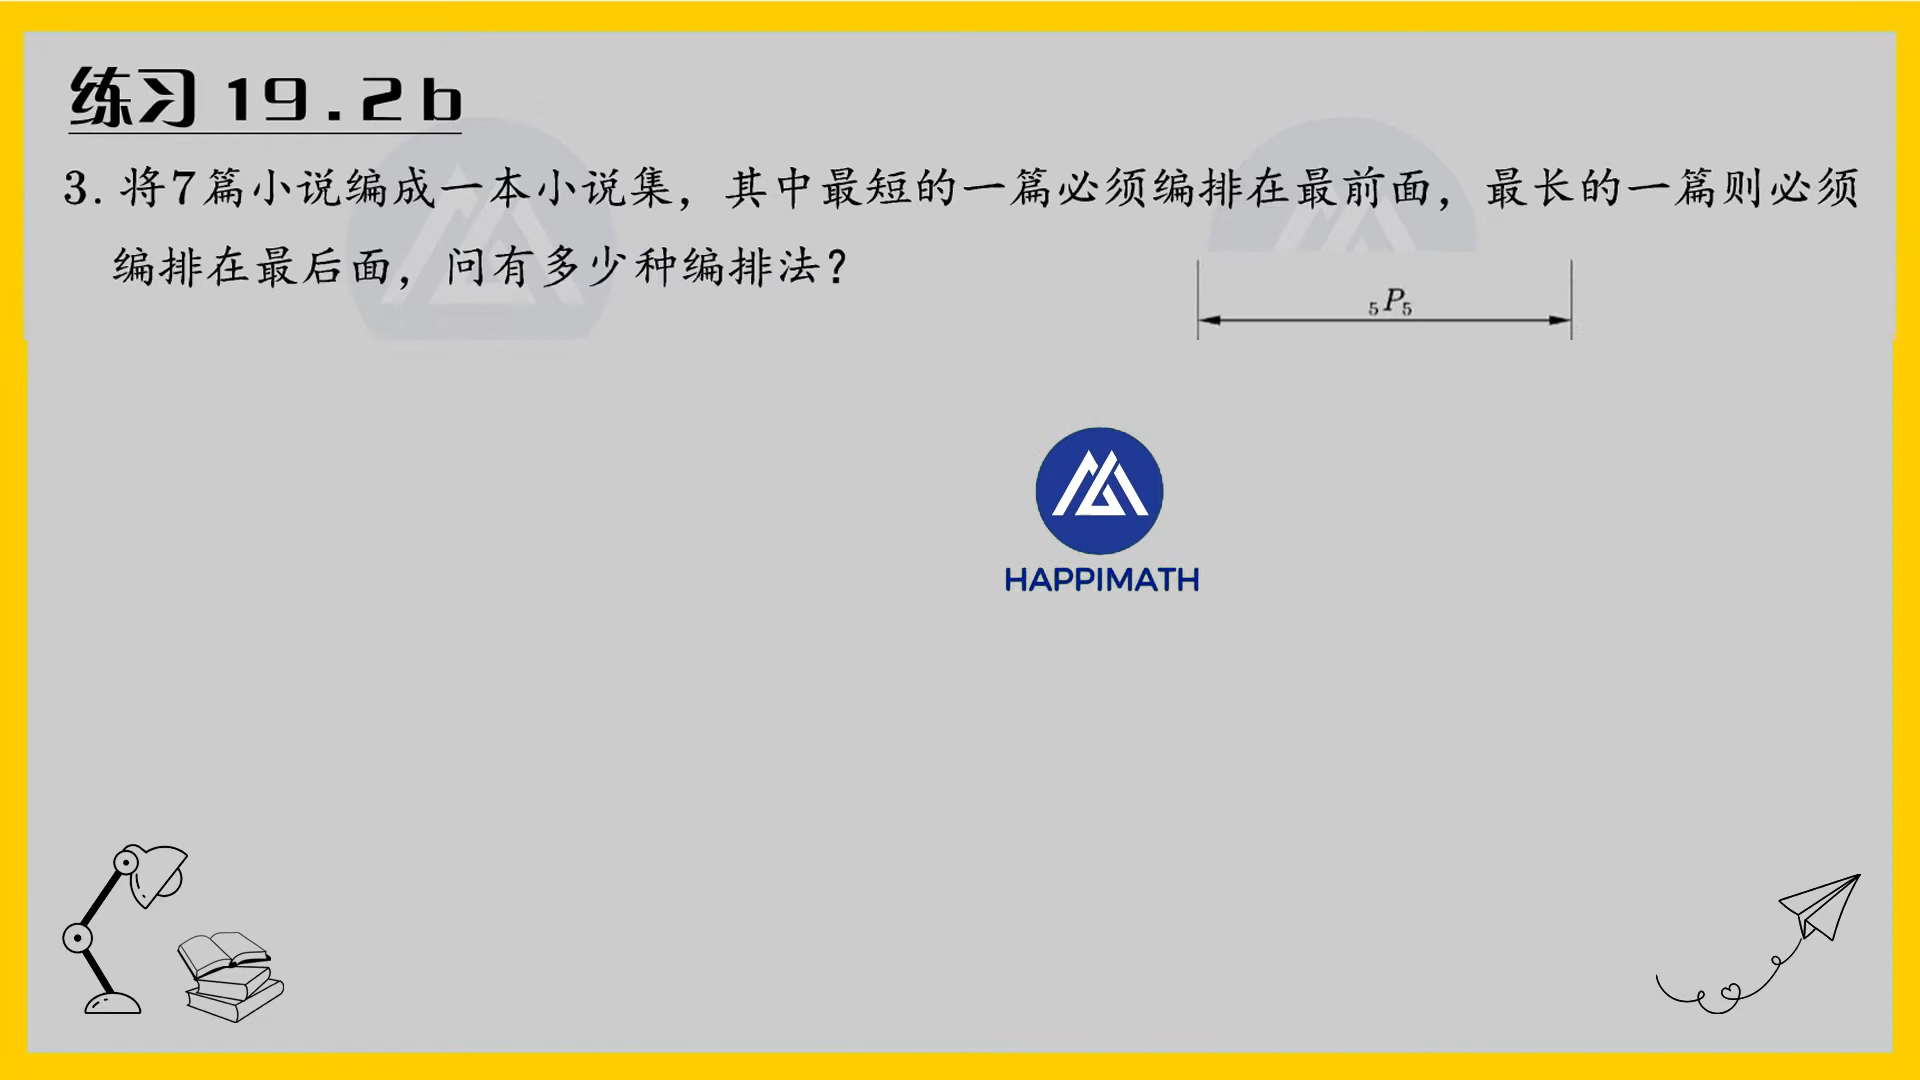 练习 19.2b
3. 将7篇小说编成一本小说集，其中最短的一篇必须编排在最前面，最长的一篇则必须
编排在最后面，问有多少种编排法？
₅P₅
HAPPIMATH